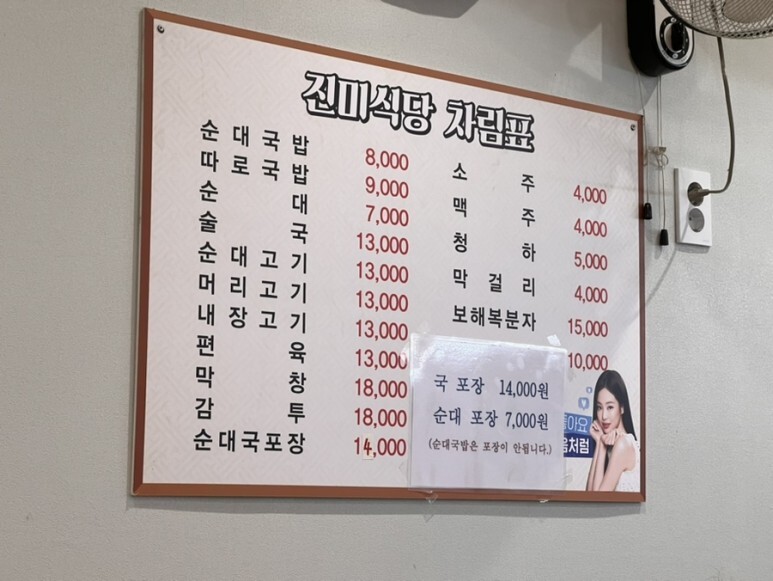 진미식당 차림표
순대국밥 8,000
따로국밥 9,000
순대 7,000
술국 13,000
순대고기 13,000
머리고기 13,000
내장고기 13,000
편육 13,000
막창 18,000
감투 18,000
순대국포장 14,000
소주 4,000
맥주 4,000
청하 5,000
막걸리 4,000
보해복분자 15,000
10,000
국 포장 14,000원
순대 포장 7,000원
(순대국밥은 포장이 안됩니다.)